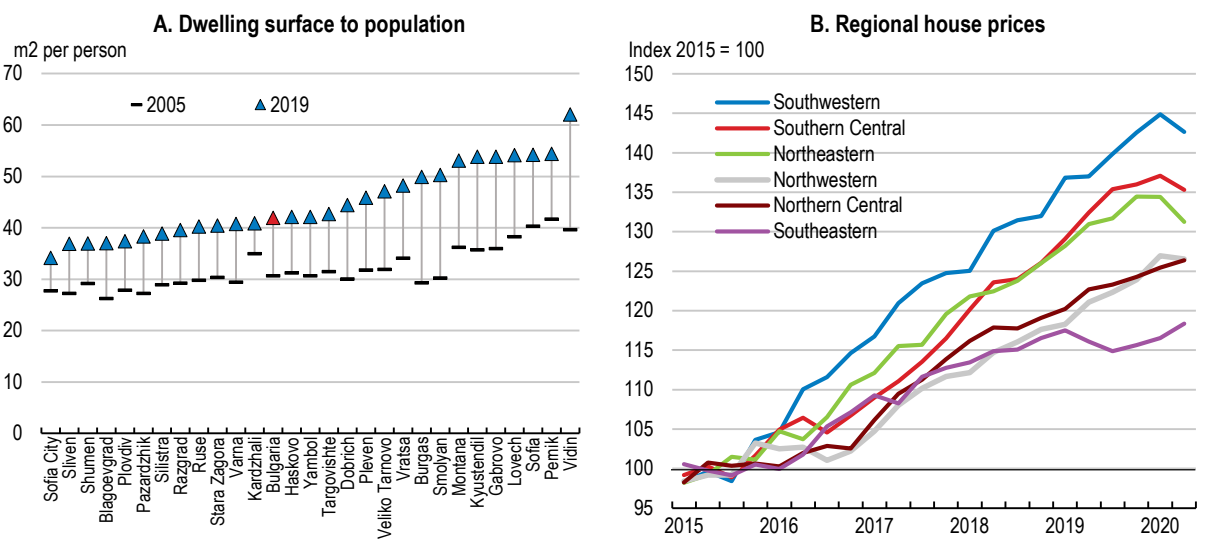 A. Dwelling surface to population
m2 per person
70
60
50
40
30
20
10
0
2005
2019
Sofia City
Sliven
Shumen
Blagoevgrad
Plovdiv
Pazardzhik
Silistra
Razgrad
Ruse
Stara Zagora
Varna
Kardzhali
Bulgaria
Haskovo
Yambol
Targovishte
Dobrich
Pleven
Veliko Tarnovo
Vratsa
Burgas
Smolyan
Montana
Kyustendil
Gabrovo
Lovech
Sofia
Pernik
Vidin
B. Regional house prices
Index 2015 = 100
150
145
140
135
130
125
120
115
110
105
100
95
Southwestern
Southern Central
Northeastern
Northwestern
Northern Central
Southeastern
2015
2016
2017
2018
2019
2020